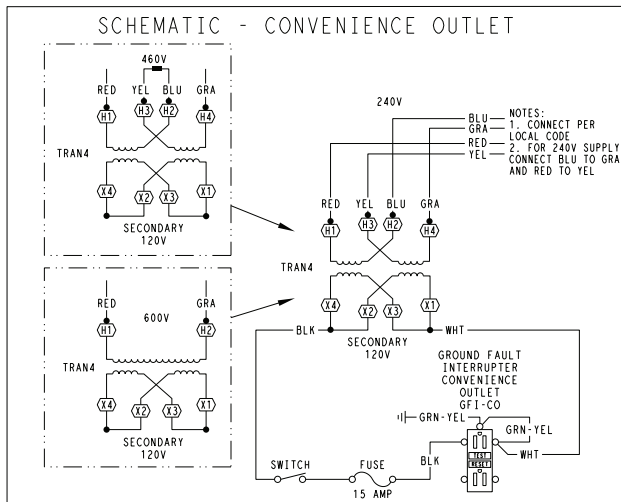 SCHEMATIC - CONVENIENCE OUTLET
460V
RED YEL BLU GRA
H1 H3 H2 H4
TRAN4
X4 X2 X3 X1
SECONDARY
120V
600V
RED GRA
H1 H2
TRAN4
X4 X2 X3 X1
SECONDARY
120V
240V
BLU
GRA
RED
YEL
NOTES:
1. CONNECT PER
LOCAL CODE
2. FOR 240V SUPPLY
CONNECT BLU TO GRA
AND RED TO YEL
RED YEL BLU GRA
H1 H3 H2 H4
TRAN4
X4 X2 X3 X1
BLK
WHT
SECONDARY
120V
GROUND FAULT
INTERRUPTER
CONVENIENCE
OUTLET
GFI-CO
GRN-YEL
GRN-YEL
WHT
BLK
TEST
RESET
SWITCH
FUSE
15 AMP